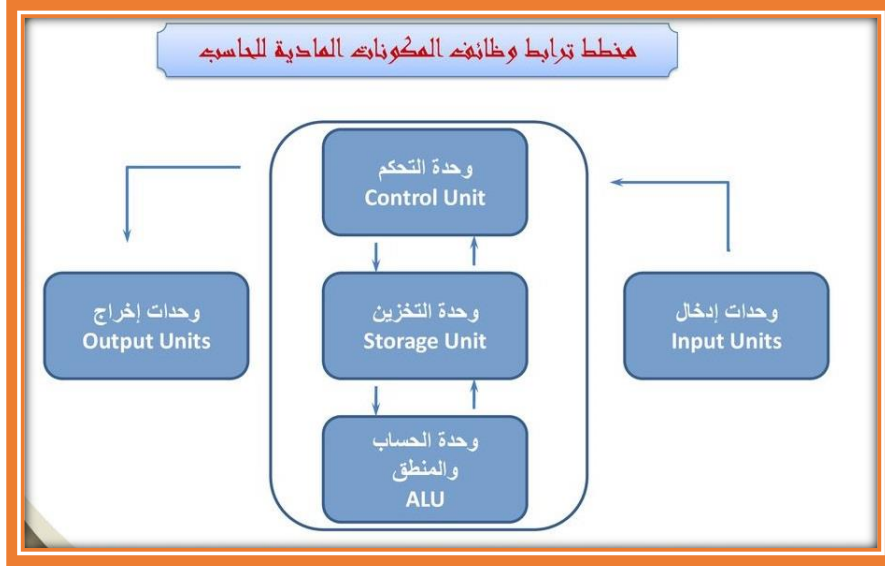 مخطط ترابط وظائف المكونات المادية للحاسب
وحدة التحكم
Control Unit
وحدات إدخال
Input Units
وحدة التخزين
Storage Unit
وحدات إخراج
Output Units
وحدة الحساب
والمنطق
ALU